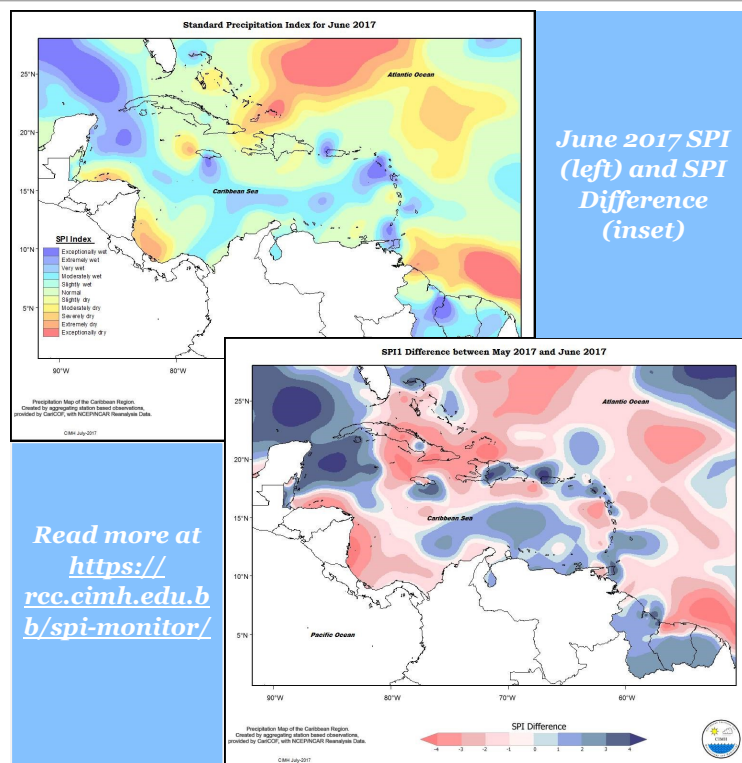 Standard Precipitation Index for June 2017
25°N
20°N
15°N
10°N
5°N
Atlantic Ocean
Caribbean Sea
SPI Index
Exceptionally wet
Extremely wet
Very wet
Moderately wet
Slightly wet
Normal
Slightly dry
Moderately dry
Severely dry
Extremely dry
Exceptionally dry
90°W
80°W
Precipitation Map of the Caribbean Region.
Created by aggregating station based observations,
provided by CariCOF, with NCEP/NCAR Reanalysis Data.
CIMH July-2017
June 2017 SPI
(left) and SPI
Difference
(inset)
SPI1 Difference between May 2017 and June 2017
25°N
20°N
15°N
10°N
5°N
Atlantic Ocean
Caribbean Sea
Pacific Ocean
90°W
80°W
70°W
60°W
Precipitation Map of the Caribbean Region.
Created by aggregating station based observations,
provided by CariCOF, with NCEP/NCAR Reanalysis Data.
CIMH July-2017
SPI Difference
-4 -3 -2 -1 0 1 2 3 4
CIMH
Read more at
https://
rcc.cimh.edu.b
b/spi-monitor/